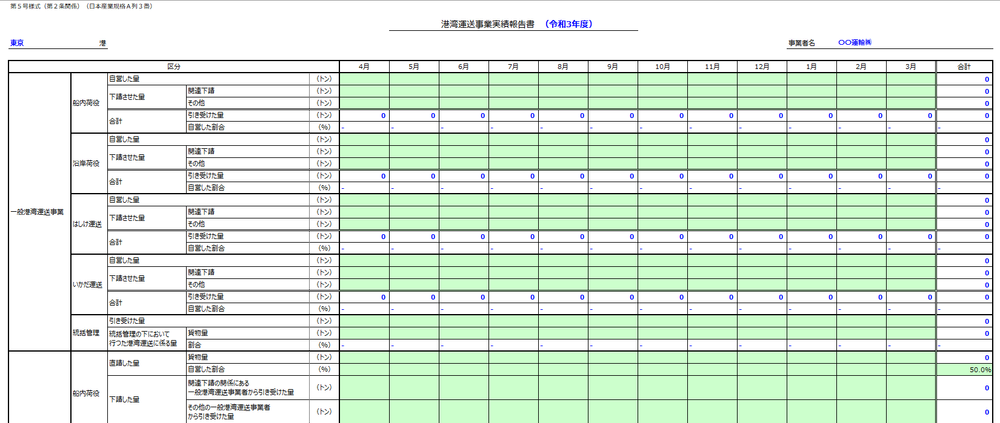 第５号様式（第２条関係）（日本産業規格Ａ列３番）
港湾運送事業実績報告書　（令和3年度）
東京　港　事業者名　〇〇運輸㈱
区分 4月 5月 6月 7月 8月 9月 10月 11月 12月 1月 2月 3月 合計
一般港湾運送事業
船内荷役
自営した量 （トン） 0
下請させた量 関連下請 （トン） 0
その他 （トン） 0
合計 引き受けた量 （トン） 0 0 0 0 0 0 0 0 0 0 0 0 0
自営した割合 （%） - - - - - - - - - - - - -
沿岸荷役
自営した量 （トン） 0
下請させた量 関連下請 （トン） 0
その他 （トン） 0
合計 引き受けた量 （トン） 0 0 0 0 0 0 0 0 0 0 0 0 0
自営した割合 （%） - - - - - - - - - - - - -
はしけ運送
自営した量 （トン） 0
下請させた量 関連下請 （トン） 0
その他 （トン） 0
合計 引き受けた量 （トン） 0 0 0 0 0 0 0 0 0 0 0 0 0
自営した割合 （%） - - - - - - - - - - - - -
いかだ運送
自営した量 （トン） 0
下請させた量 関連下請 （トン） 0
その他 （トン） 0
合計 引き受けた量 （トン） 0 0 0 0 0 0 0 0 0 0 0 0 0
自営した割合 （%） - - - - - - - - - - - - -
統括管理
引き受けた量 （トン） 0
統括管理の下において
行つた港湾運送に係る量 貨物量 （トン） 0
割合 （%） - - - - - - - - - - - - -
船内荷役
直請した量 貨物量 （トン） 0
自営した割合 （%） 50.0%
下請した量
関連下請の関係にある
一般港湾運送事業者から引き受けた量 （トン） 0
その他の一般港湾運送事業者
から引き受けた量 （トン） 0